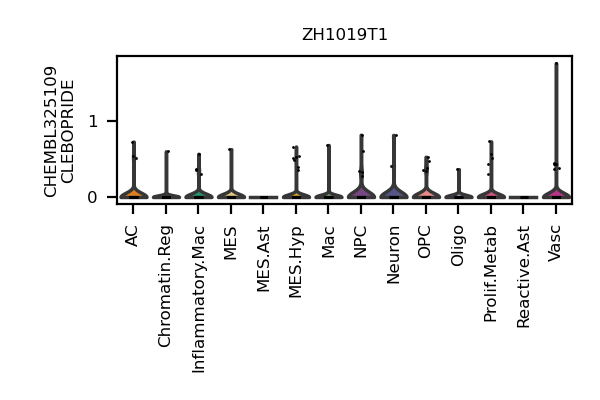 ZH1019T1
CHEMBL325109
CLEBOPRIDE
1
0
AC
Chromatin.Reg
Inflammatory.Mac
MES
MES.Ast
MES.Hyp
Mac
NPC
Neuron
OPC
Oligo
Prolif.Metab
Reactive.Ast
Vasc